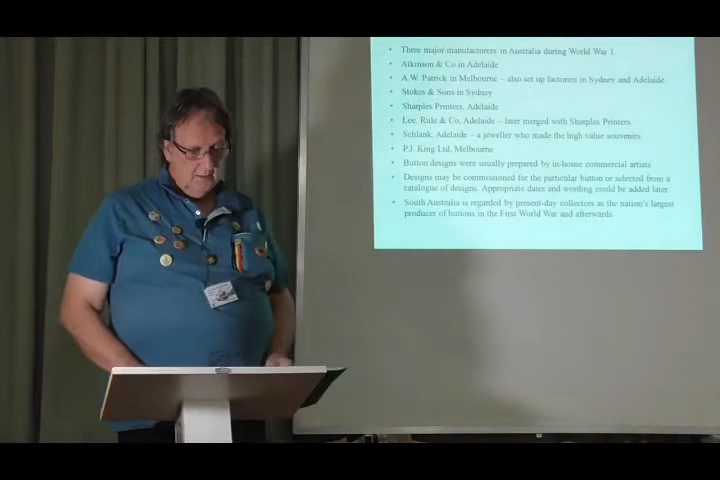 • Three major manufacturers in Australia during World War 1.
• Atkinson & Co in Adelaide
• A.W. Patrick in Melbourne – also set up factories in Sydney and Adelaide.
• Stokes & Sons in Sydney
• Sharples Printers, Adelaide
• Lee, Rule & Co, Adelaide – later merged with Sharples Printers.
• Schlank, Adelaide – a jeweller who made the high value souvenirs
• P.J. King Ltd, Melbourne
• Button designs were usually prepared by in-house commercial artists
• Designs may be commissioned for the particular button or selected from a
catalogue of designs. Appropriate dates and wording could be added later
• South Australia is regarded by present-day collectors as the nation's largest
producer of buttons in the First World War and afterwards.